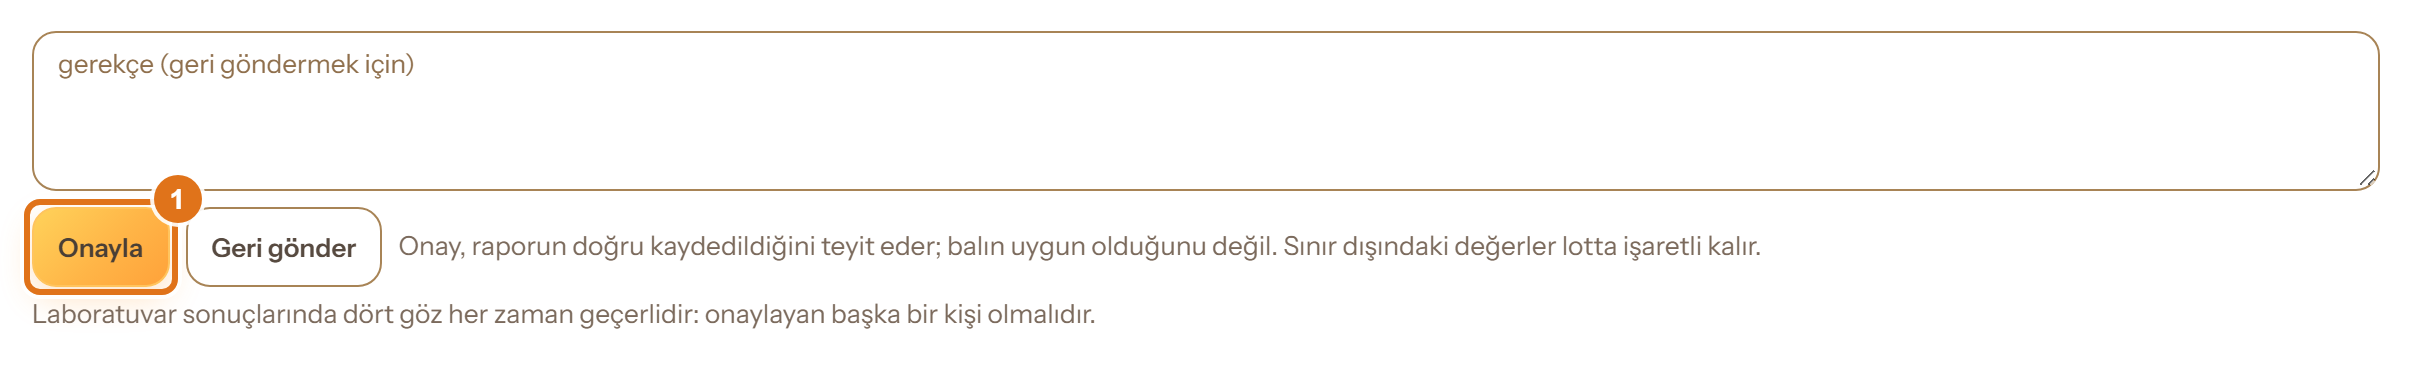 gerekçe (geri göndermek için)
1
Onayla Geri gönder Onay, raporun doğru kaydedildiğini teyit eder; balın uygun olduğunu değil. Sınır dışındaki değerler lotta işaretli kalır.
Laboratuvar sonuçlarında dört göz her zaman geçerlidir: onaylayan başka bir kişi olmalıdır.